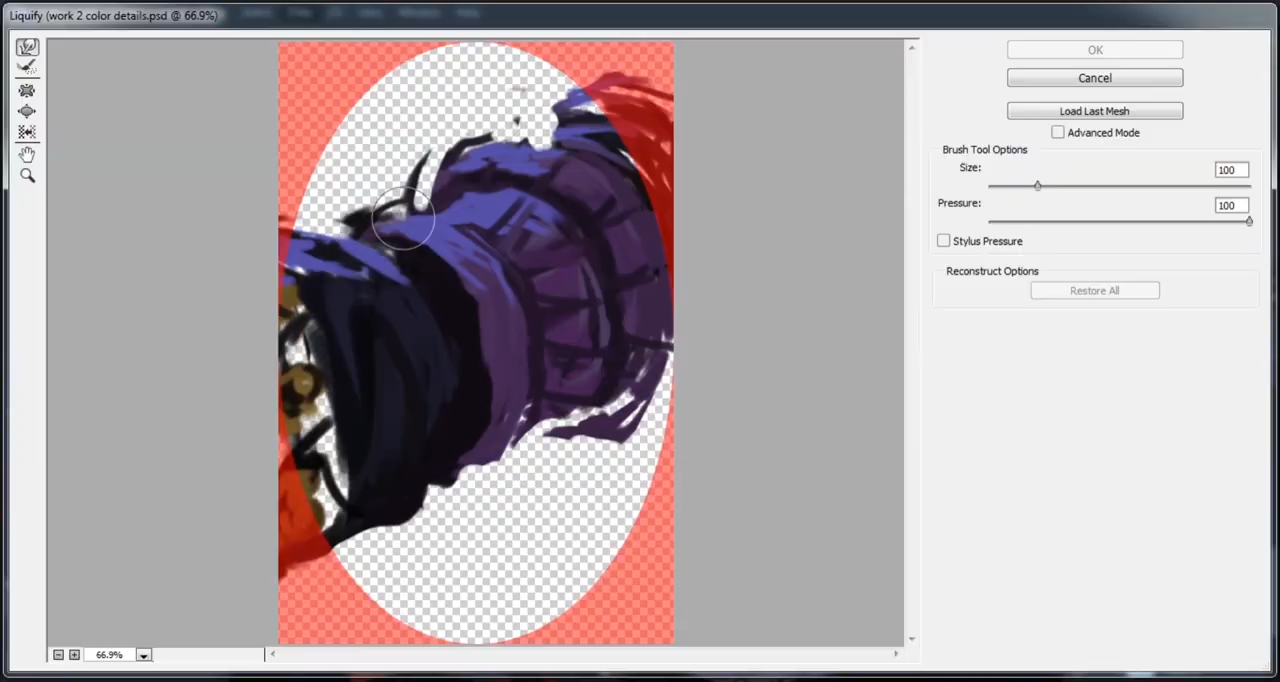 Liquify (work 2 color details.psd @ 66.9%)
OK
Cancel
Load Last Mesh
Advanced Mode
Brush Tool Options
Size:
100
Pressure:
100
Stylus Pressure
Reconstruct Options
Restore All
66.9%